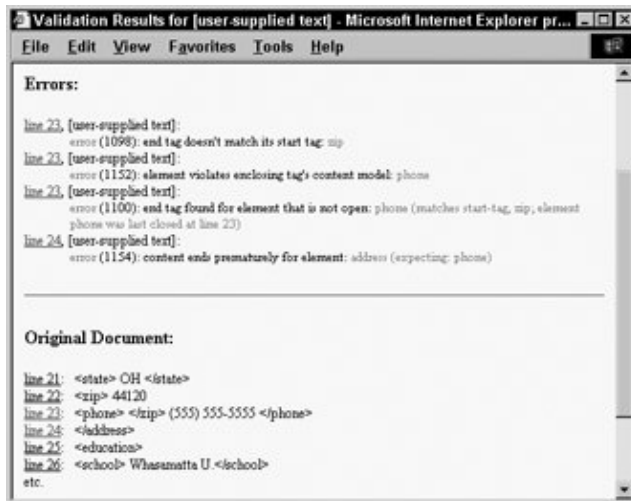 Validation Results for [user-supplied text] - Microsoft Internet Explorer pr...
File Edit View Favorites Tools Help
Errors:
line 23, [user-supplied text]:
error (1098): end tag doesn't match its start tag: zip
line 23, [user-supplied text]:
error (1152): element violates enclosing tag's content model: phone
line 23, [user-supplied text]:
error (1100): end tag found for element that is not open: phone (matches start-tag, zip; element
phone was last closed at line 23)
line 24, [user-supplied text]:
error (1154): content ends prematurely for element: address (expecting: phone)
Original Document:
line 21: <state> OH </state>
line 22: <zip> 44120
line 23: <phone> </zip> (555) 555-5555 </phone>
line 24: </address>
line 25: <education>
line 26: <school> Whasamatta U.</school>
etc.